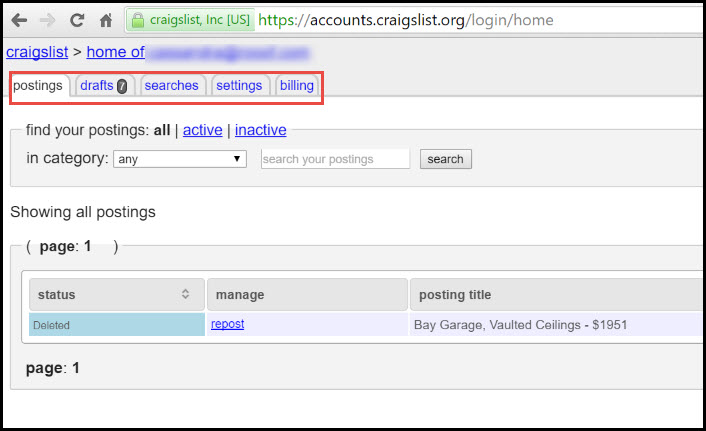 craigslist, Inc [US] https://accounts.craigslist.org/login/home
craigslist > home of
postings drafts 7 searches settings billing
find your postings: all | active | inactive
in category: any search your postings search
Showing all postings
( page: 1 )
status manage posting title
Deleted repost Bay Garage, Vaulted Ceilings - $1951
page: 1